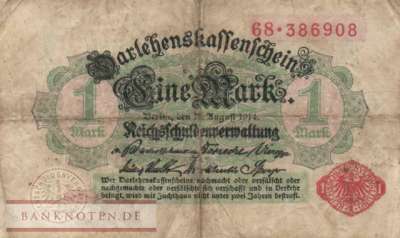 68·386908
Darlehenskassenschein
Eine Mark.
1 Mark
1 Mark
Berlin, den 12. August 1914.
Reichsschuldenverwaltung
Wer Darlehenskassenscheine nachmacht oder verfälscht oder
nachgemachte oder verfälschte sich verschafft und in Verkehr
bringt, wird mit Zuchthaus nicht unter zwei Jahren bestraft.
BANKNOTEN.DE